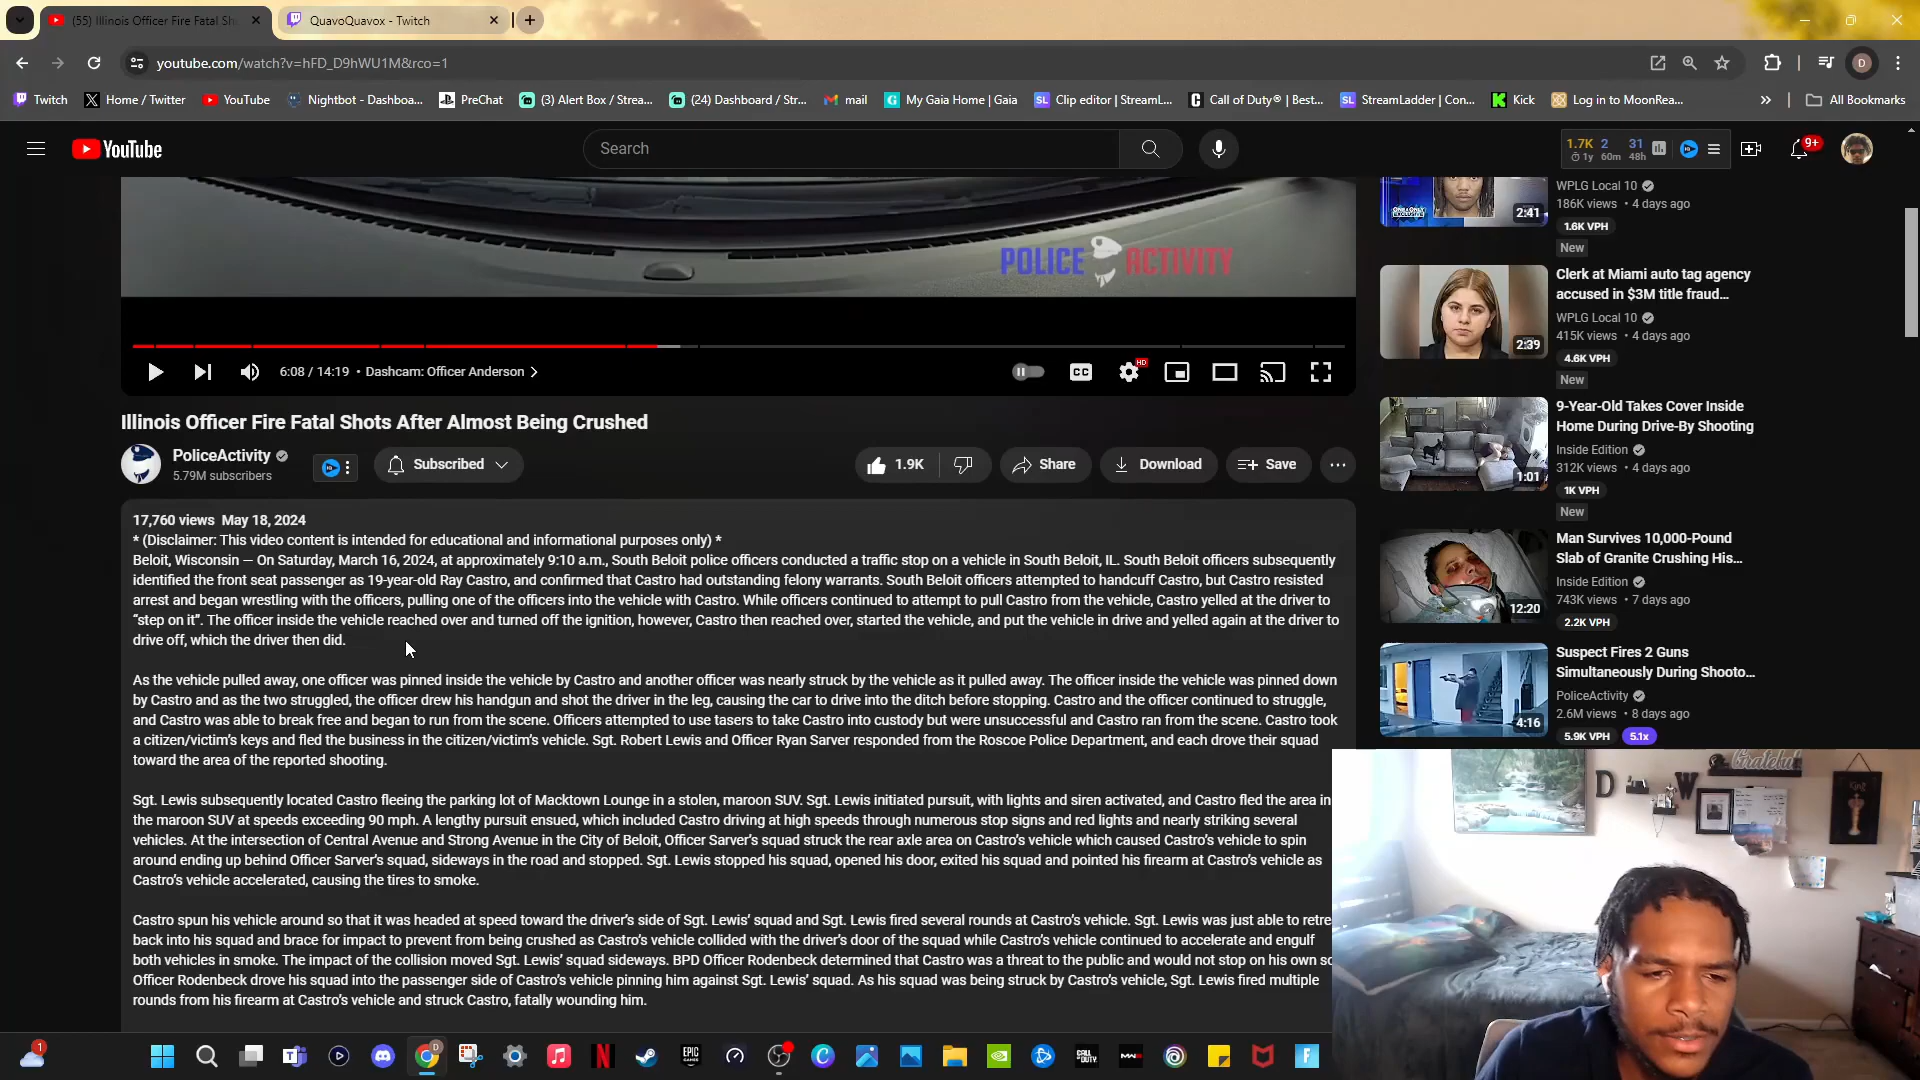 (55) Illinois Officer Fire Fatal Sh
QuavoQuavox - Twitch
youtube.com/watch?v=hFD_D9hWU1M&rco=1
D
Twitch
Home / Twitter
YouTube
Nightbot - Dashboa...
PreChat
(3) Alert Box / Strea...
(24) Dashboard / Str...
mail
My Gaia Home | Gaia
Clip editor | StreamL...
Call of Duty® | Best...
StreamLadder | Con...
Kick
Log in to MoonRea...
All Bookmarks
YouTube
Search
1.7K 2 31
1y 60m 48h
9+
POLICE ACTIVITY
6:08 / 14:19 • Dashcam: Officer Anderson
CC
HD
Illinois Officer Fire Fatal Shots After Almost Being Crushed
PoliceActivity
5.79M subscribers
Subscribed
1.9K
Share
Download
Save
17,760 views May 18, 2024
* (Disclaimer: This video content is intended for educational and informational purposes only) *
Beloit, Wisconsin — On Saturday, March 16, 2024, at approximately 9:10 a.m., South Beloit police officers conducted a traffic stop on a vehicle in South Beloit, IL. South Beloit officers subsequently
identified the front seat passenger as 19-year-old Ray Castro, and confirmed that Castro had outstanding felony warrants. South Beloit officers attempted to handcuff Castro, but Castro resisted
arrest and began wrestling with the officers, pulling one of the officers into the vehicle with Castro. While officers continued to attempt to pull Castro from the vehicle, Castro yelled at the driver to
“step on it”. The officer inside the vehicle reached over and turned off the ignition, however, Castro then reached over, started the vehicle, and put the vehicle in drive and yelled again at the driver to
drive off, which the driver then did.
As the vehicle pulled away, one officer was pinned inside the vehicle by Castro and another officer was nearly struck by the vehicle as it pulled away. The officer inside the vehicle was pinned down
by Castro and as the two struggled, the officer drew his handgun and shot the driver in the leg, causing the car to drive into the ditch before stopping. Castro and the officer continued to struggle,
and Castro was able to break free and began to run from the scene. Officers attempted to use tasers to take Castro into custody but were unsuccessful and Castro ran from the scene. Castro took
a citizen/victim’s keys and fled the business in the citizen/victim’s vehicle. Sgt. Robert Lewis and Officer Ryan Sarver responded from the Roscoe Police Department, and each drove their squad
toward the area of the reported shooting.
Sgt. Lewis subsequently located Castro fleeing the parking lot of Macktown Lounge in a stolen, maroon SUV. Sgt. Lewis initiated pursuit, with lights and siren activated, and Castro fled the area in
the maroon SUV at speeds exceeding 90 mph. A lengthy pursuit ensued, which included Castro driving at high speeds through numerous stop signs and red lights and nearly striking several
vehicles. At the intersection of Central Avenue and Strong Avenue in the City of Beloit, Officer Sarver’s squad struck the rear axle area on Castro’s vehicle which caused Castro’s vehicle to spin
around ending up behind Officer Sarver’s squad, sideways in the road and stopped. Sgt. Lewis stopped his squad, opened his door, exited his squad and pointed his firearm at Castro’s vehicle as
Castro’s vehicle accelerated, causing the tires to smoke.
Castro spun his vehicle around so that it was headed at speed toward the driver’s side of Sgt. Lewis’ squad and Sgt. Lewis fired several rounds at Castro’s vehicle. Sgt. Lewis was just able to retre
back into his squad and brace for impact to prevent from being crushed as Castro’s vehicle collided with the driver’s door of the squad while Castro’s vehicle continued to accelerate and engulf
both vehicles in smoke. The impact of the collision moved Sgt. Lewis’ squad sideways. BPD Officer Rodenbeck determined that Castro was a threat to the public and would not stop on his own so
Officer Rodenbeck drove his squad into the passenger side of Castro’s vehicle pinning him against Sgt. Lewis’ squad. As his squad was being struck by Castro’s vehicle, Sgt. Lewis fired multiple
rounds from his firearm at Castro’s vehicle and struck Castro, fatally wounding him.
2:41
WPLG Local 10
186K views • 4 days ago
1.6K VPH
New
2:39
Clerk at Miami auto tag agency
accused in $3M title fraud...
WPLG Local 10
415K views • 4 days ago
4.6K VPH
New
1:01
9-Year-Old Takes Cover Inside
Home During Drive-By Shooting
Inside Edition
312K views • 4 days ago
1K VPH
New
12:20
Man Survives 10,000-Pound
Slab of Granite Crushing His...
Inside Edition
743K views • 7 days ago
2.2K VPH
4:16
Suspect Fires 2 Guns
Simultaneously During Shooto...
PoliceActivity
2.6M views • 8 days ago
5.9K VPH
5.1x
D W
Grateful
1
EPIC
GAMES
CALL OF DUTY